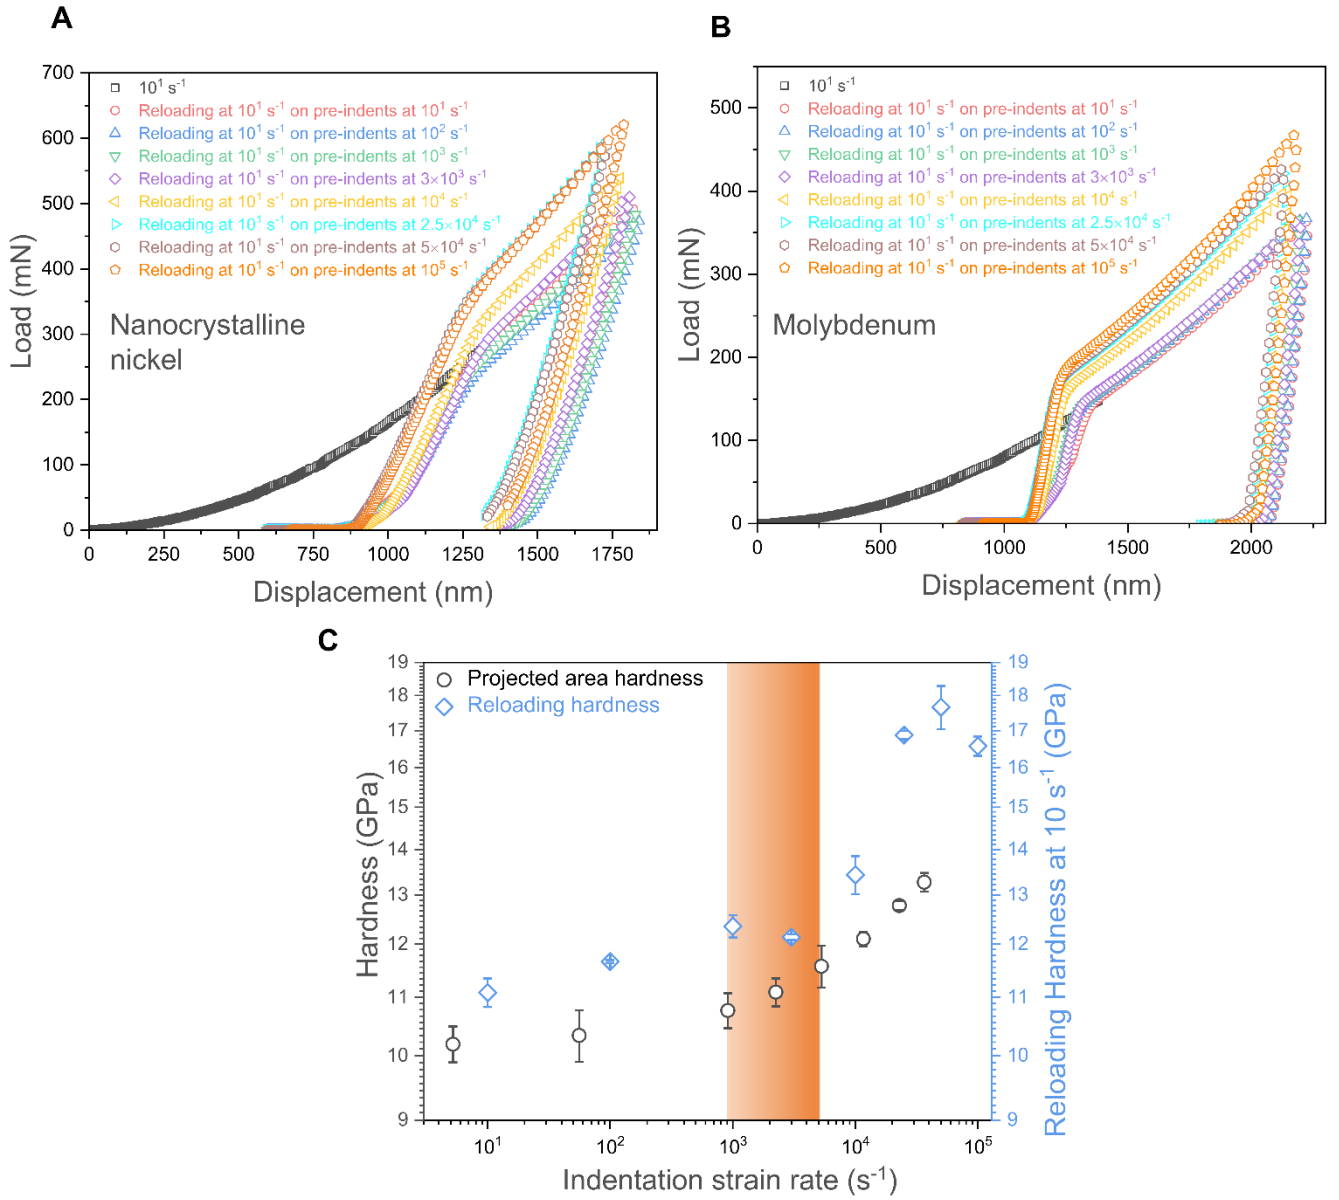 A
700
600
500
400
300
200
100
0
Load (mN)
10¹ s⁻¹
Reloading at 10¹ s⁻¹ on pre-indents at 10¹ s⁻¹
Reloading at 10¹ s⁻¹ on pre-indents at 10² s⁻¹
Reloading at 10¹ s⁻¹ on pre-indents at 10³ s⁻¹
Reloading at 10¹ s⁻¹ on pre-indents at 3×10³ s⁻¹
Reloading at 10¹ s⁻¹ on pre-indents at 10⁴ s⁻¹
Reloading at 10¹ s⁻¹ on pre-indents at 2.5×10⁴ s⁻¹
Reloading at 10¹ s⁻¹ on pre-indents at 5×10⁴ s⁻¹
Reloading at 10¹ s⁻¹ on pre-indents at 10⁵ s⁻¹
Nanocrystalline
nickel
0 250 500 750 1000 1250 1500 1750
Displacement (nm)
B
500
400
300
200
100
0
Load (mN)
10¹ s⁻¹
Reloading at 10¹ s⁻¹ on pre-indents at 10¹ s⁻¹
Reloading at 10¹ s⁻¹ on pre-indents at 10² s⁻¹
Reloading at 10¹ s⁻¹ on pre-indents at 10³ s⁻¹
Reloading at 10¹ s⁻¹ on pre-indents at 3×10³ s⁻¹
Reloading at 10¹ s⁻¹ on pre-indents at 10⁴ s⁻¹
Reloading at 10¹ s⁻¹ on pre-indents at 2.5×10⁴ s⁻¹
Reloading at 10¹ s⁻¹ on pre-indents at 5×10⁴ s⁻¹
Reloading at 10¹ s⁻¹ on pre-indents at 10⁵ s⁻¹
Molybdenum
0 500 1000 1500 2000
Displacement (nm)
C
19
18
17
16
15
14
13
12
11
10
9
Hardness (GPa)
Projected area hardness
Reloading hardness
19
18
17
16
15
14
13
12
11
10
9
Reloading Hardness at 10 s⁻¹ (GPa)
10¹ 10² 10³ 10⁴ 10⁵
Indentation strain rate (s⁻¹)